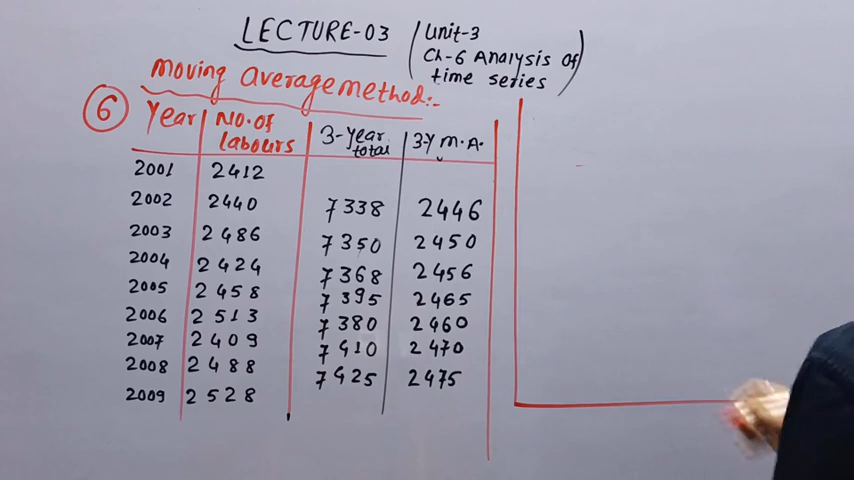 LECTURE-03
(Unit-3
Ch-6 Analysis of
time series)
moving average method:-
6
Year NO.of labours 3-Year total 3-Y M.A.
2001 2412
2002 2440 7338 2446
2003 2486 7350 2450
2004 2424 7368 2456
2005 2458 7395 2465
2006 2513 7380 2460
2007 2409 7410 2470
2008 2488 7425 2475
2009 2528